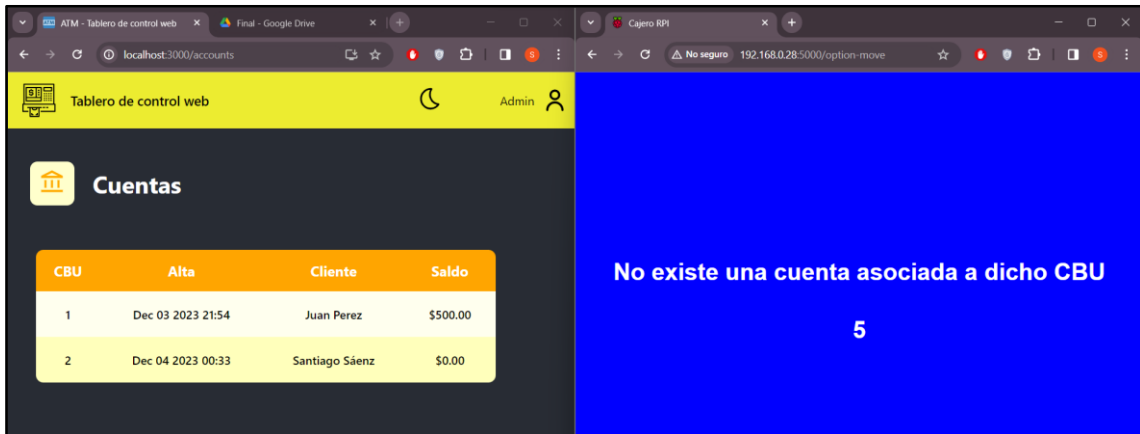 ATM - Tablero de control web
Final - Google Drive
localhost:3000/accounts
Tablero de control web
Admin
Cuentas
CBU Alta Cliente Saldo
1 Dec 03 2023 21:54 Juan Perez $500.00
2 Dec 04 2023 00:33 Santiago Sáenz $0.00
Cajero RPI
No seguro 192.168.0.28:5000/option-move
No existe una cuenta asociada a dicho CBU
5